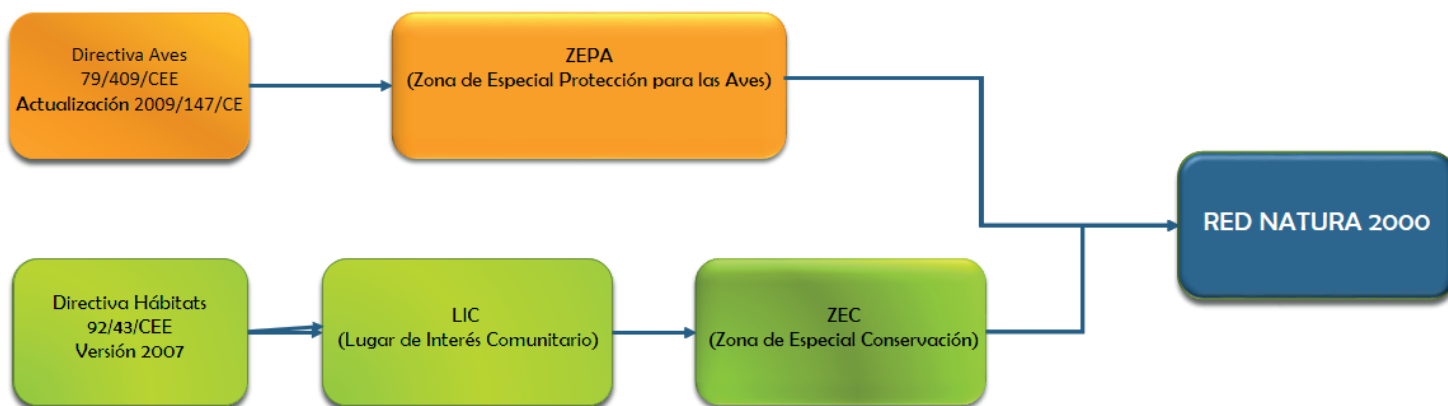 Directiva Aves
79/409/CEE
Actualización 2009/147/CE
ZEPA
(Zona de Especial Protección para las Aves)
RED NATURA 2000
Directiva Hábitats
92/43/CEE
Versión 2007
LIC
(Lugar de Interés Comunitario)
ZEC
(Zona de Especial Conservación)